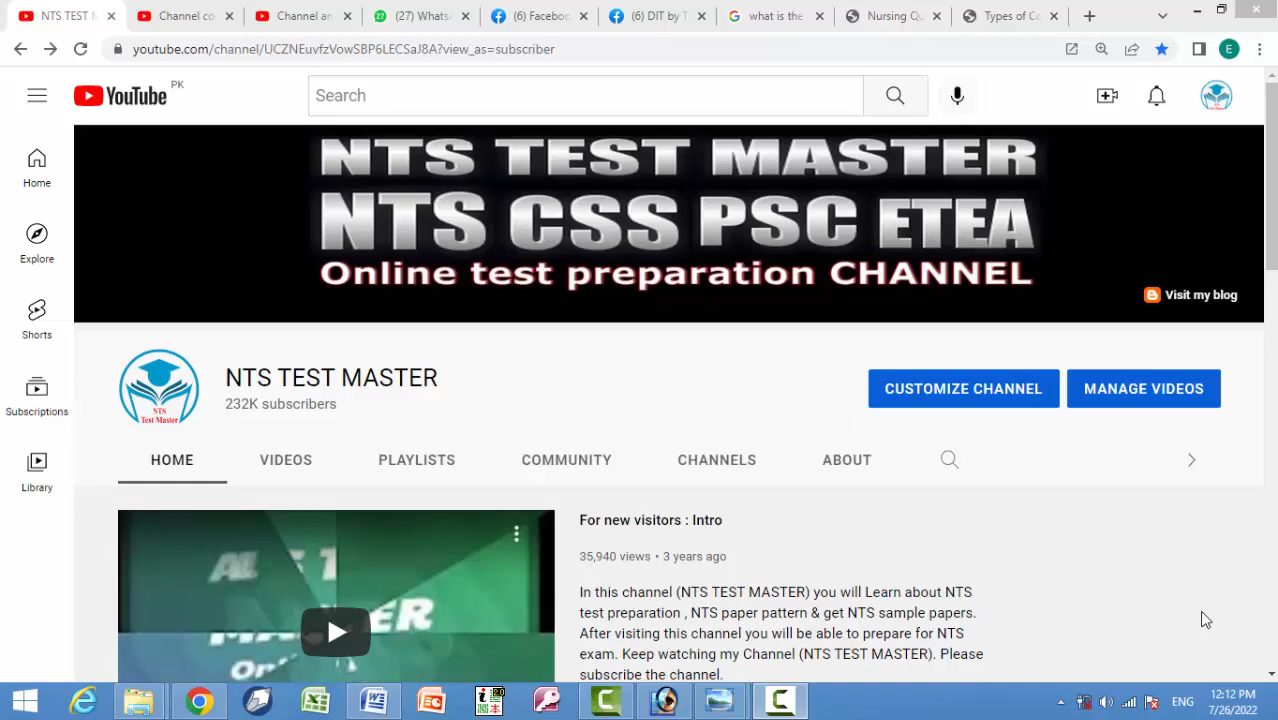 NTS TEST M
Channel co
Channel an
(27) Whats
(6) Faceboo
(6) DIT by T
what is the
Nursing Qu
Types of Co
youtube.com/channel/UCZNEuvfzVowSBP6LECSaJ8A?view_as=subscriber
E
YouTube PK
Search
NTS TEST MASTER
NTS CSS PSC ETEA
Online test preparation CHANNEL
Visit my blog
Home
Explore
Shorts
Subscriptions
Library
NTS
Test Master
NTS TEST MASTER
232K subscribers
CUSTOMIZE CHANNEL
MANAGE VIDEOS
HOME
VIDEOS
PLAYLISTS
COMMUNITY
CHANNELS
ABOUT
For new visitors : Intro
35,940 views • 3 years ago
In this channel (NTS TEST MASTER) you will Learn about NTS
test preparation , NTS paper pattern & get NTS sample papers.
After visiting this channel you will be able to prepare for NTS
exam. Keep watching my Channel (NTS TEST MASTER). Please
subscribe the channel.
ENG
12:12 PM
7/26/2022